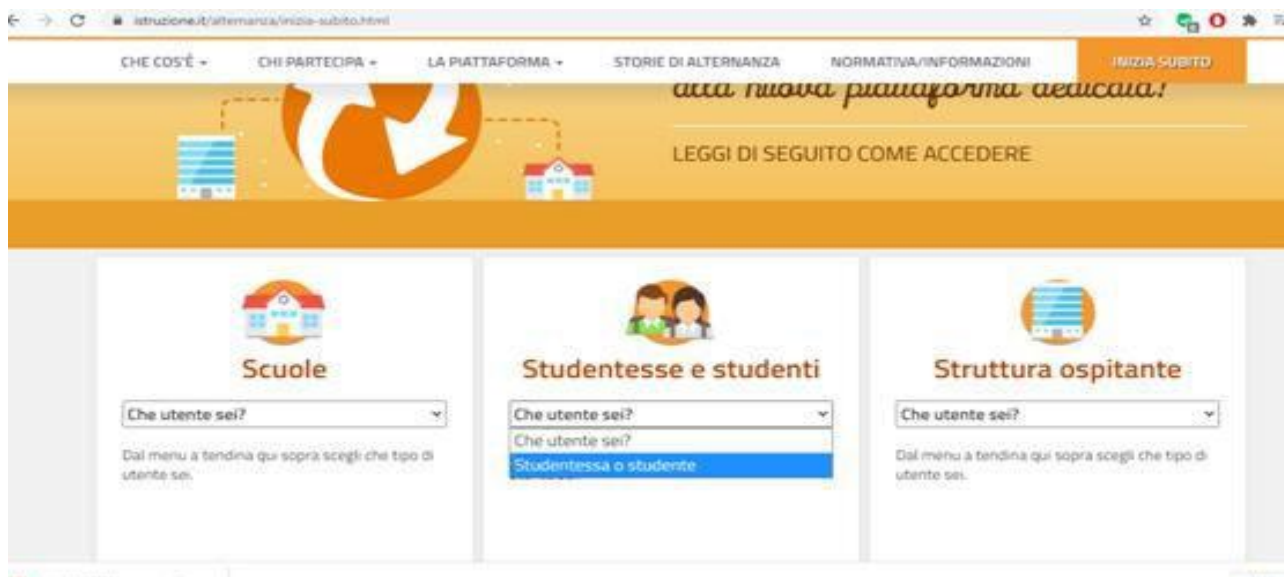 istruzione.it/alternanza/inizia-subito.html
CHE COS'È
CHI PARTECIPA
LA PIATTAFORMA
STORIE DI ALTERNANZA
NORMATIVA/INFORMAZIONI
INIZIA SUBITO
alla nuova piattaforma dedicata!
LEGGI DI SEGUITO COME ACCEDERE
Scuole
Che utente sei?
Dal menu a tendina qui sopra scegli che tipo di
utente sei.
Studentesse e studenti
Che utente sei?
Che utente sei?
Studentessa o studente
Struttura ospitante
Che utente sei?
Dal menu a tendina qui sopra scegli che tipo di
utente sei.